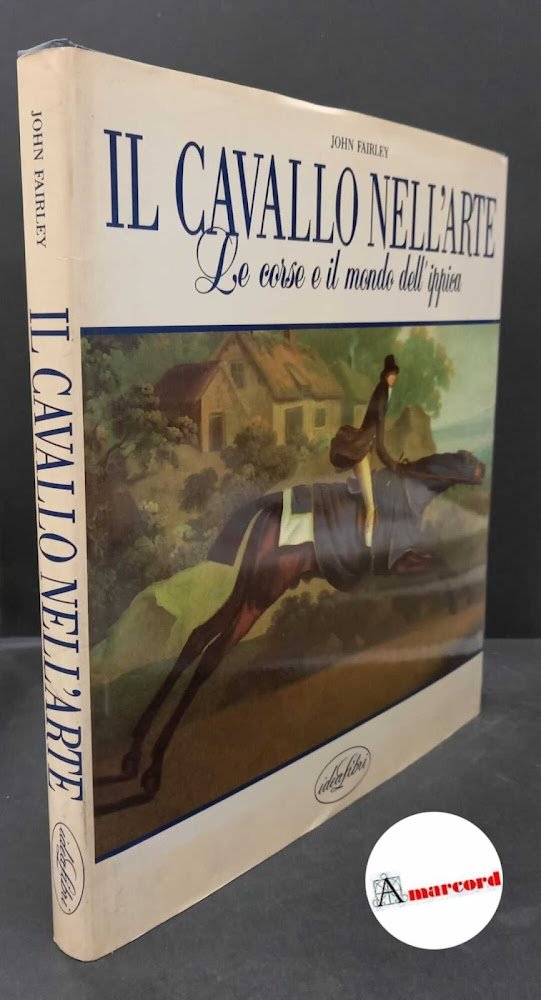 JOHN FAIRLEY
IL CAVALLO NELL'ARTE
Le corse e il mondo dell'ippica
idealibri
JOHN FAIRLEY
IL CAVALLO NELL'ARTE
idealibri
Amarcord